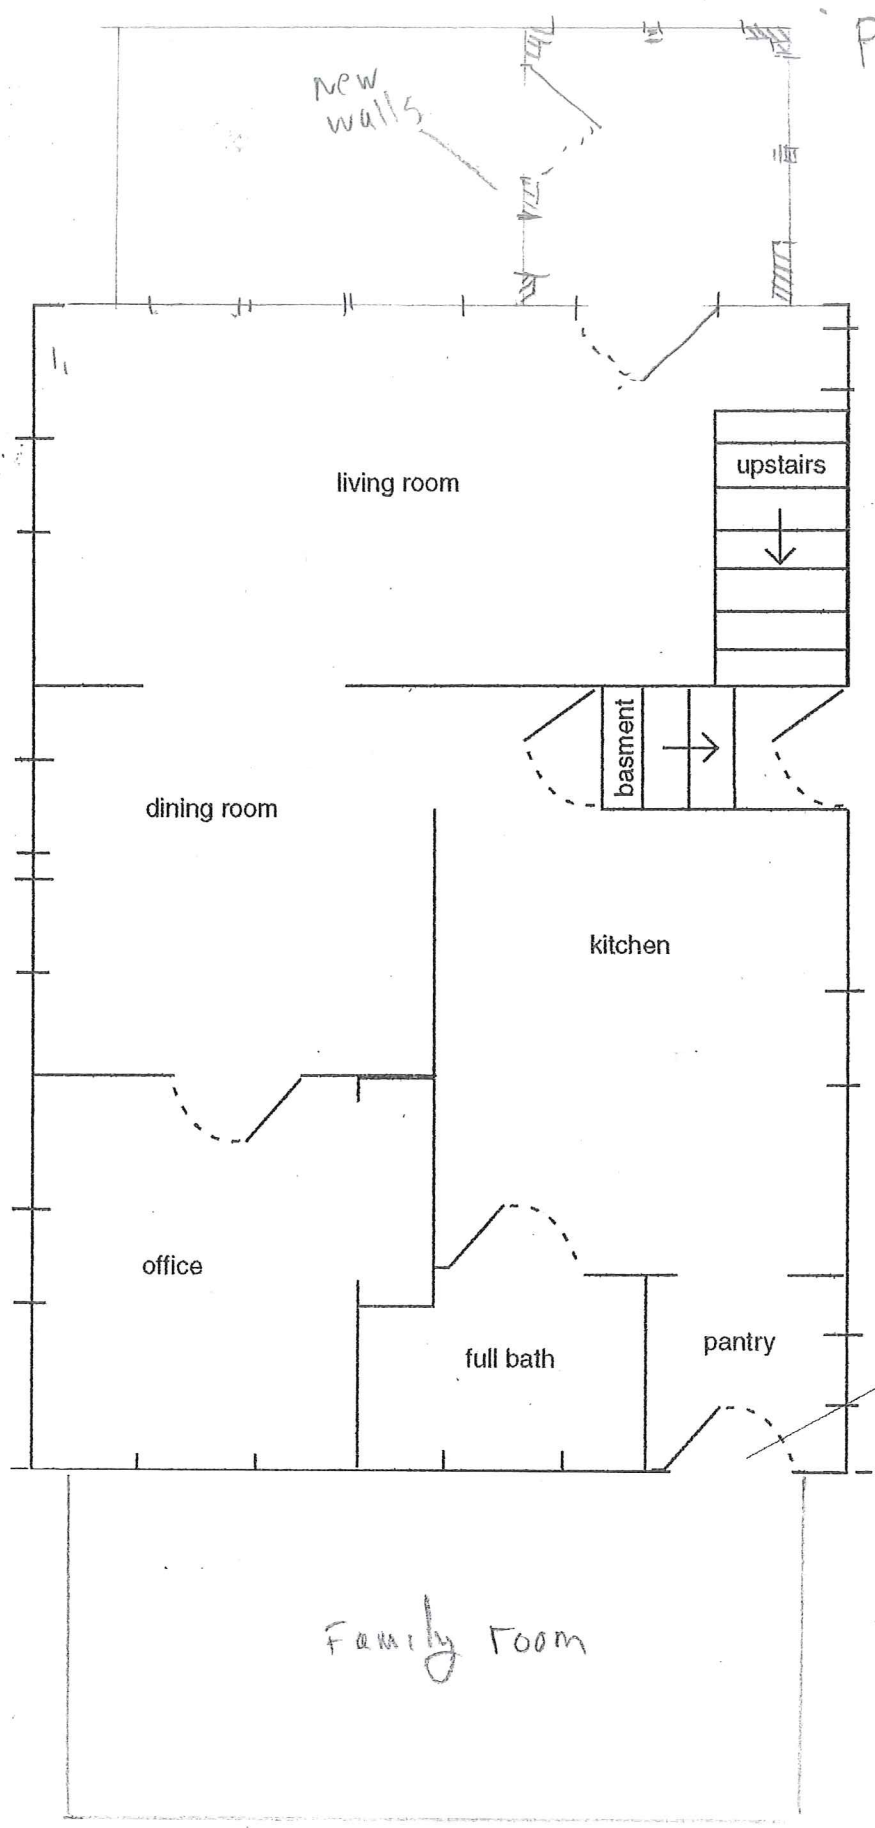 P
New
walls
living room
upstairs
basment
dining room
kitchen
office
full bath
pantry
Family room